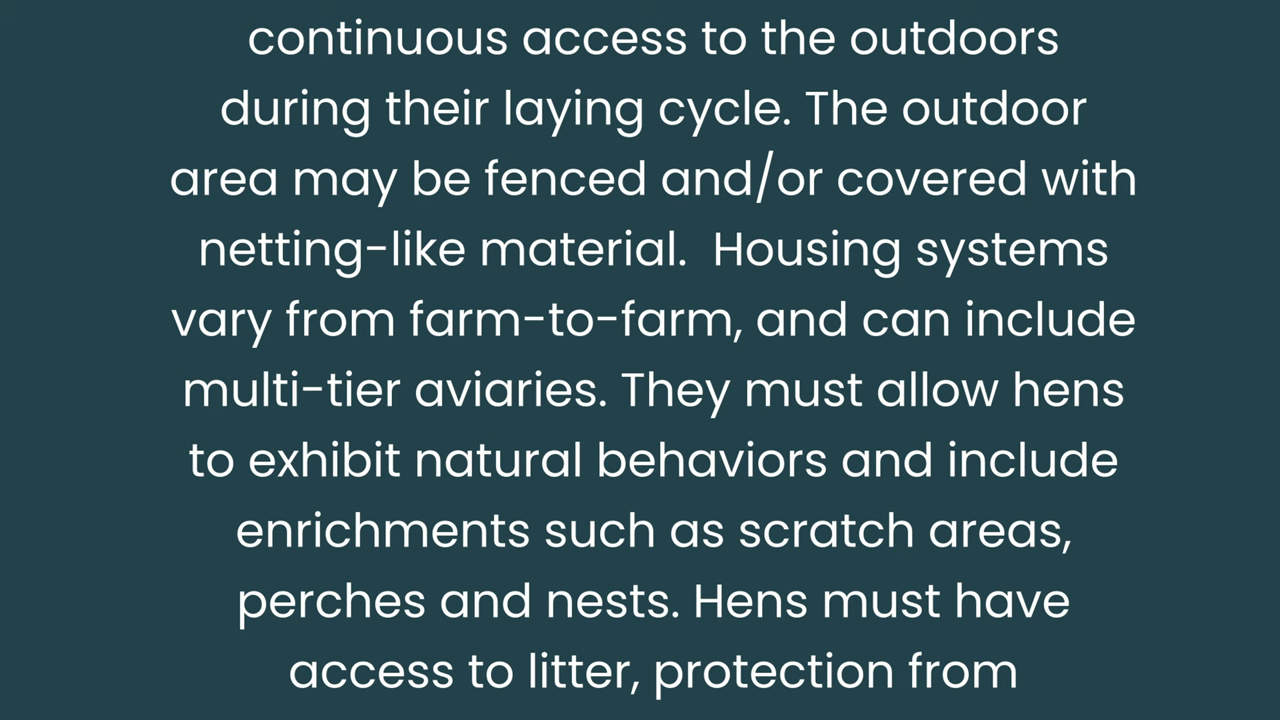 continuous access to the outdoors
during their laying cycle. The outdoor
area may be fenced and/or covered with
netting-like material.  Housing systems
vary from farm-to-farm, and can include
multi-tier aviaries. They must allow hens
to exhibit natural behaviors and include
enrichments such as scratch areas,
perches and nests. Hens must have
access to litter, protection from